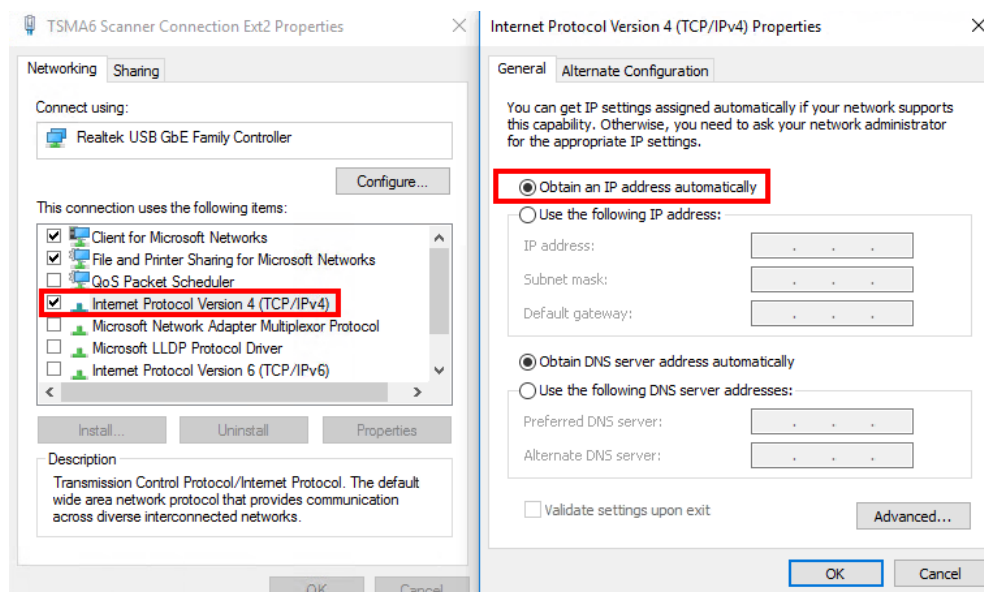 TSMA6 Scanner Connection Ext2 Properties
Networking
Sharing
Connect using:
Realtek USB GbE Family Controller
Configure...
This connection uses the following items:
Client for Microsoft Networks
File and Printer Sharing for Microsoft Networks
QoS Packet Scheduler
Internet Protocol Version 4 (TCP/IPv4)
Microsoft Network Adapter Multiplexor Protocol
Microsoft LLDP Protocol Driver
Internet Protocol Version 6 (TCP/IPv6)
Install...
Uninstall
Properties
Description
Transmission Control Protocol/Internet Protocol. The default
wide area network protocol that provides communication
across diverse interconnected networks.
OK
Cancel
Internet Protocol Version 4 (TCP/IPv4) Properties
General
Alternate Configuration
You can get IP settings assigned automatically if your network supports
this capability. Otherwise, you need to ask your network administrator
for the appropriate IP settings.
Obtain an IP address automatically
Use the following IP address:
IP address:
Subnet mask:
Default gateway:
Obtain DNS server address automatically
Use the following DNS server addresses:
Preferred DNS server:
Alternate DNS server:
Validate settings upon exit
Advanced...
OK
Cancel